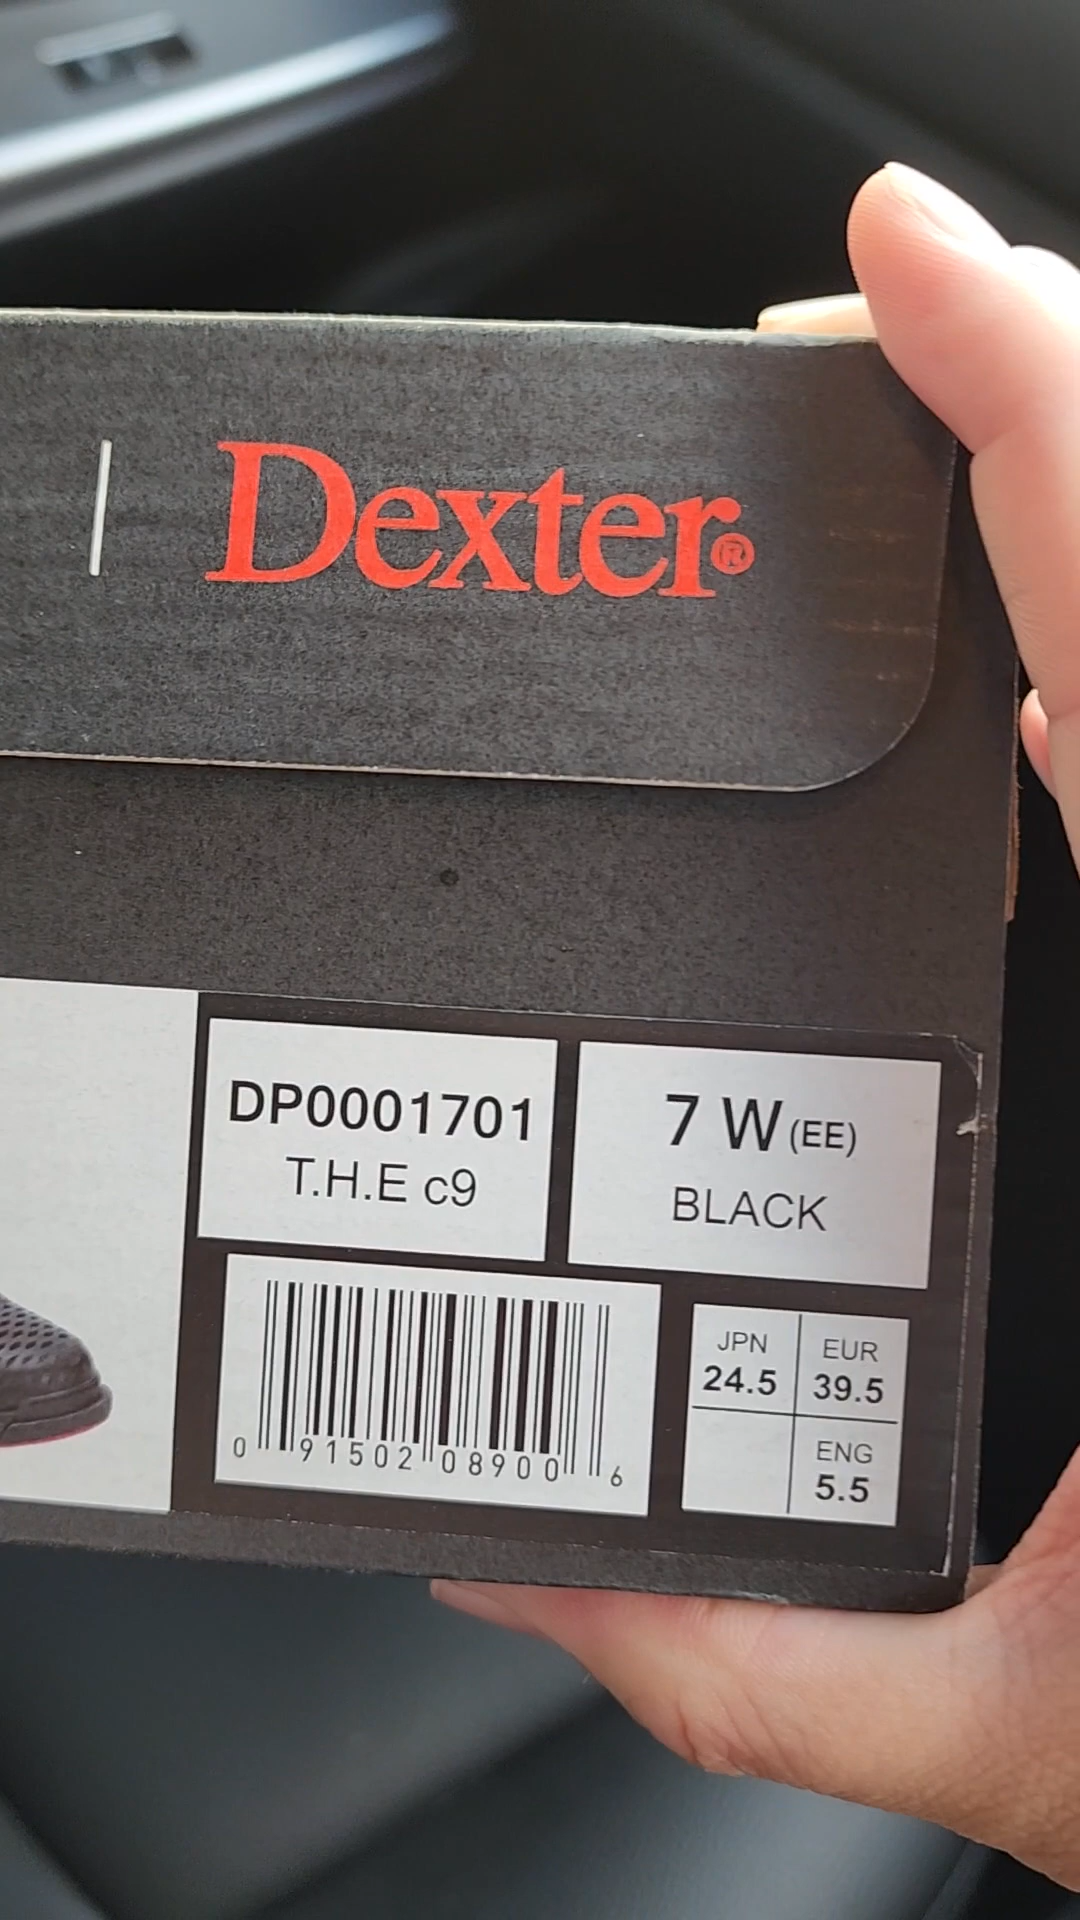 Dexter®
DP0001701
T.H.E c9
7 W (EE)
BLACK
0 91502 08900 6
JPN
24.5
EUR
39.5
ENG
5.5